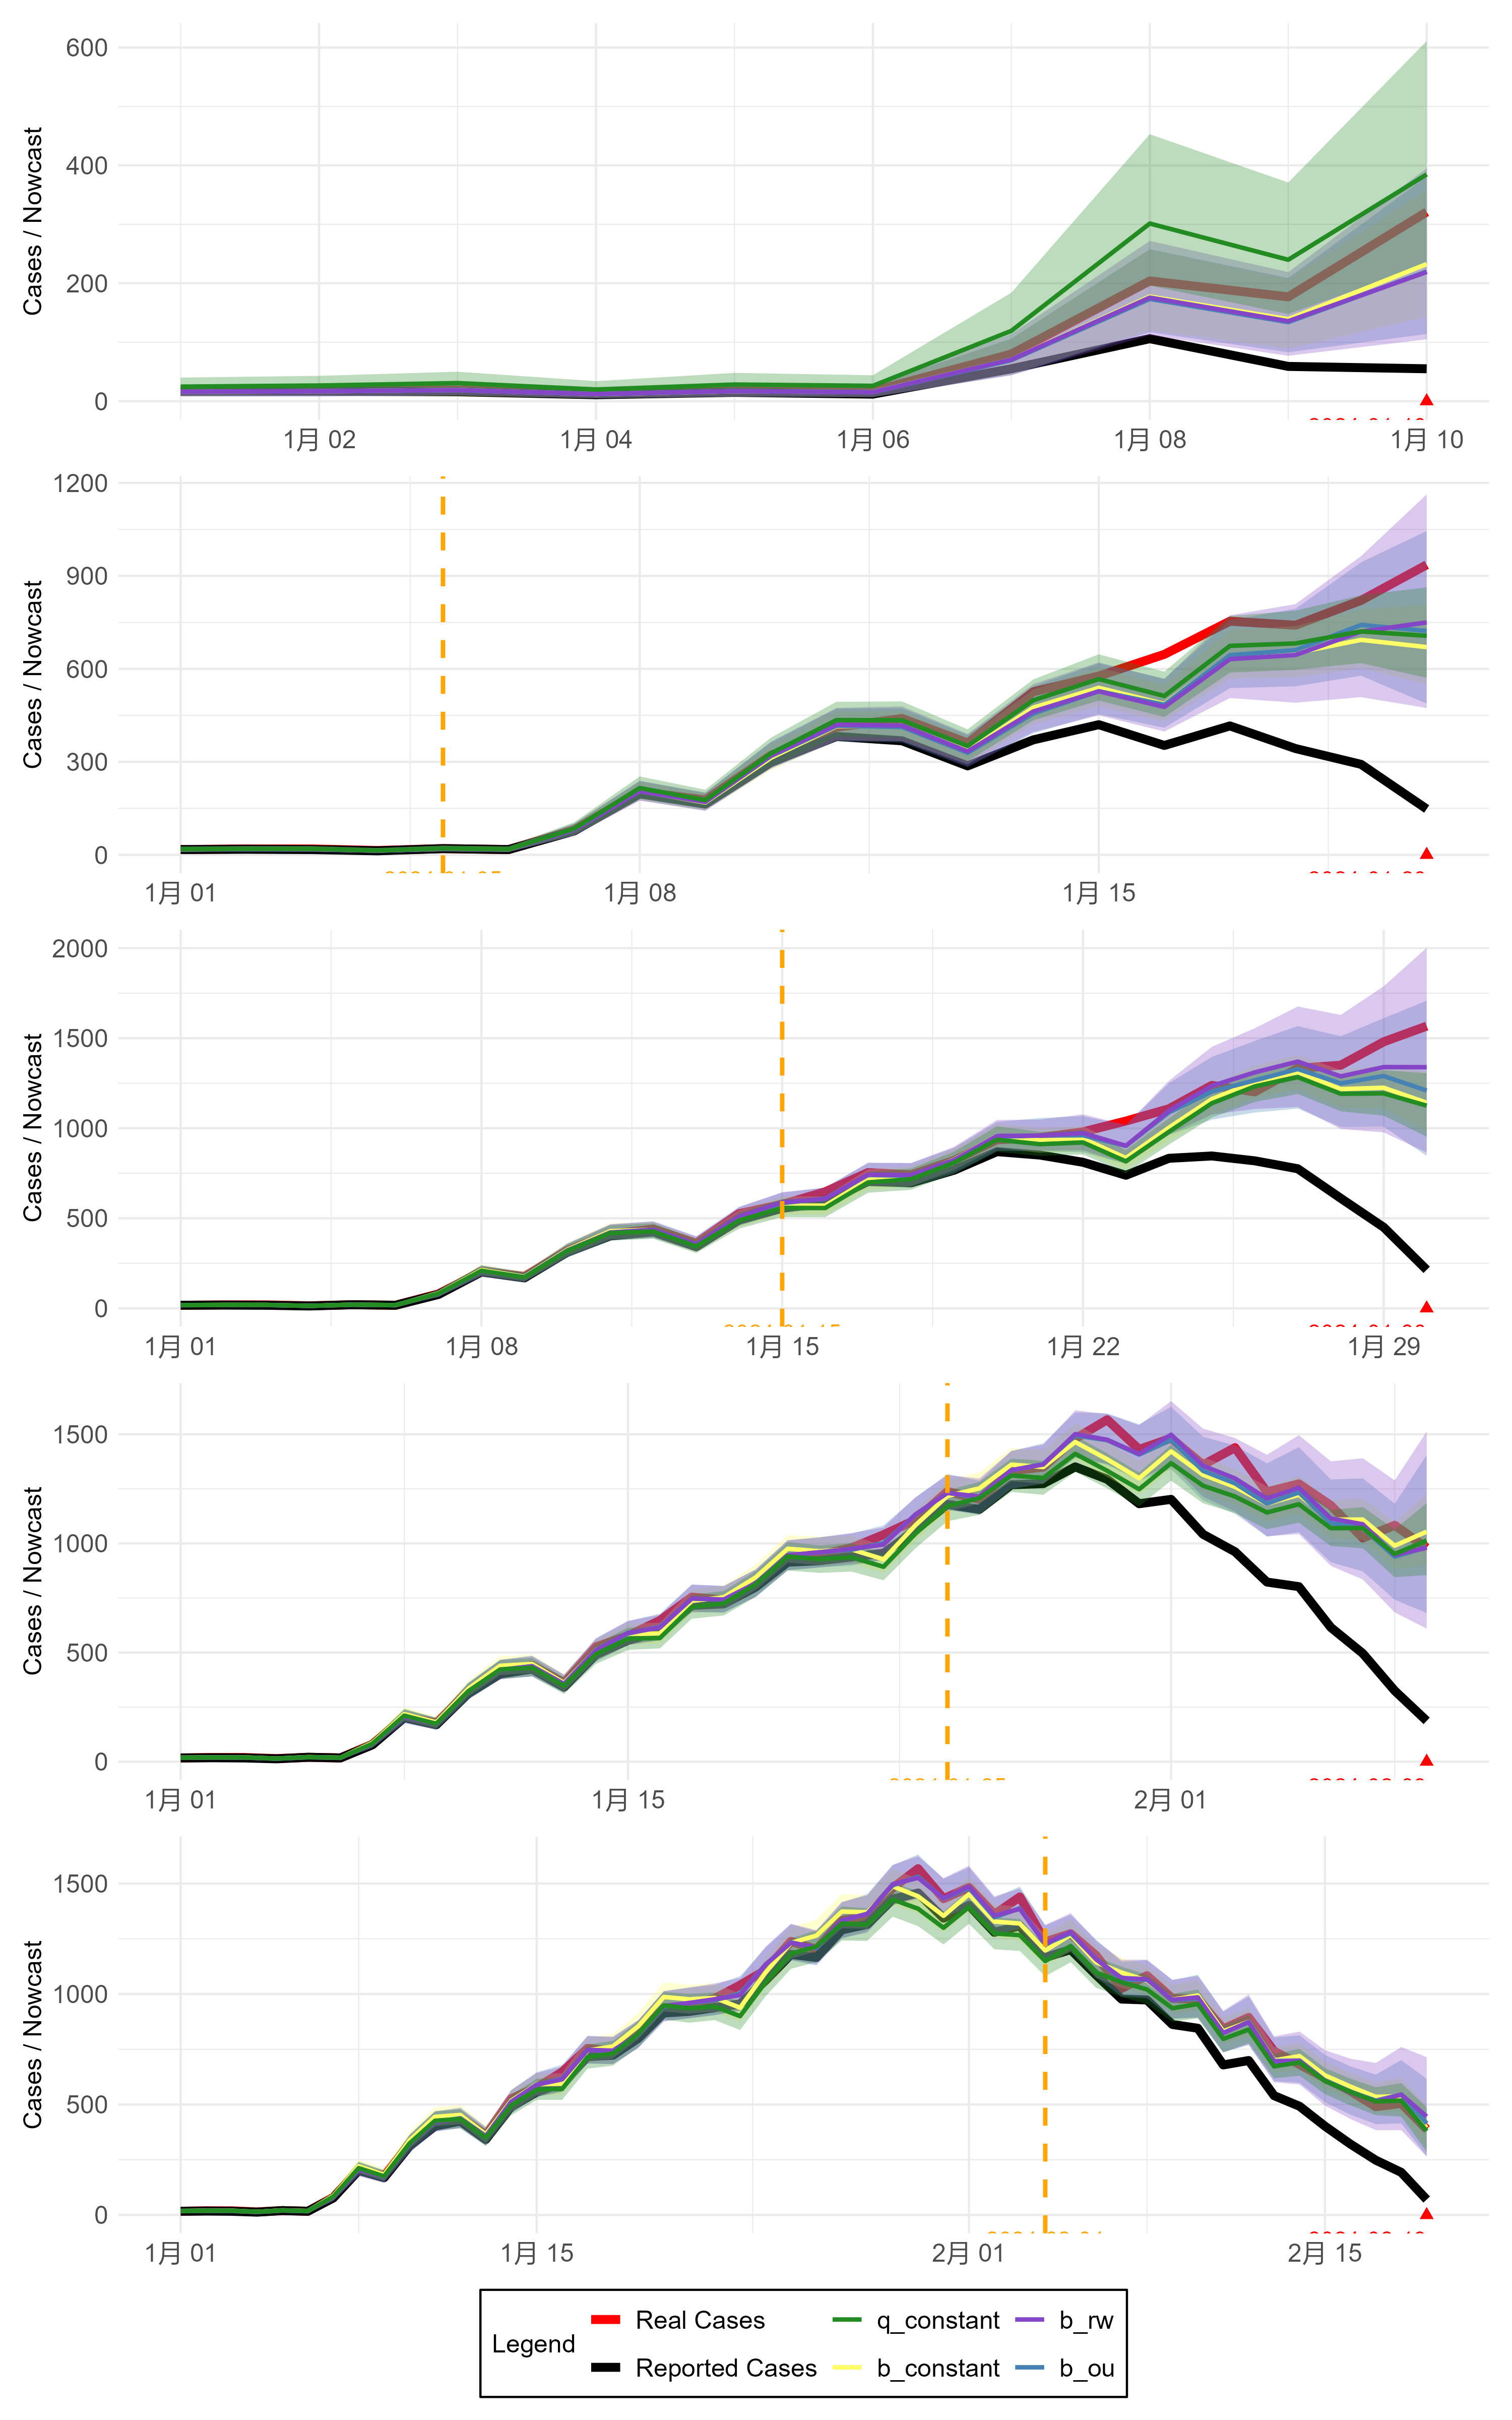 600
400
200
0
Cases / Nowcast
1月 02
1月 04
1月 06
1月 08
1月 10
1200
900
600
300
0
Cases / Nowcast
1月 01
1月 08
1月 15
2000
1500
1000
500
0
Cases / Nowcast
1月 01
1月 08
1月 15
1月 22
1月 29
1500
1000
500
0
Cases / Nowcast
1月 01
1月 15
2月 01
1500
1000
500
0
Cases / Nowcast
1月 01
1月 15
2月 01
2月 15
Legend
Real Cases
Reported Cases
q_constant
b_constant
b_rw
b_ou